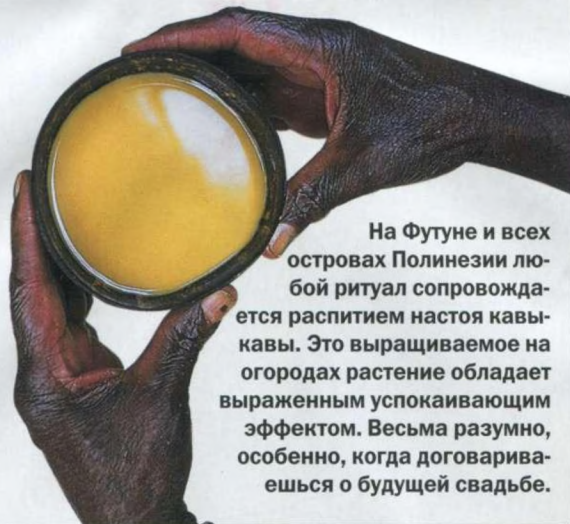 На Футуне и всех
островах Полинезии лю-
бой ритуал сопровожда-
ется распитием настоя кавы-
кавы. Это выращиваемое на
огородах растение обладает
выраженным успокаивающим
эффектом. Весьма разумно,
особенно, когда договарива-
ешься о будущей свадьбе.